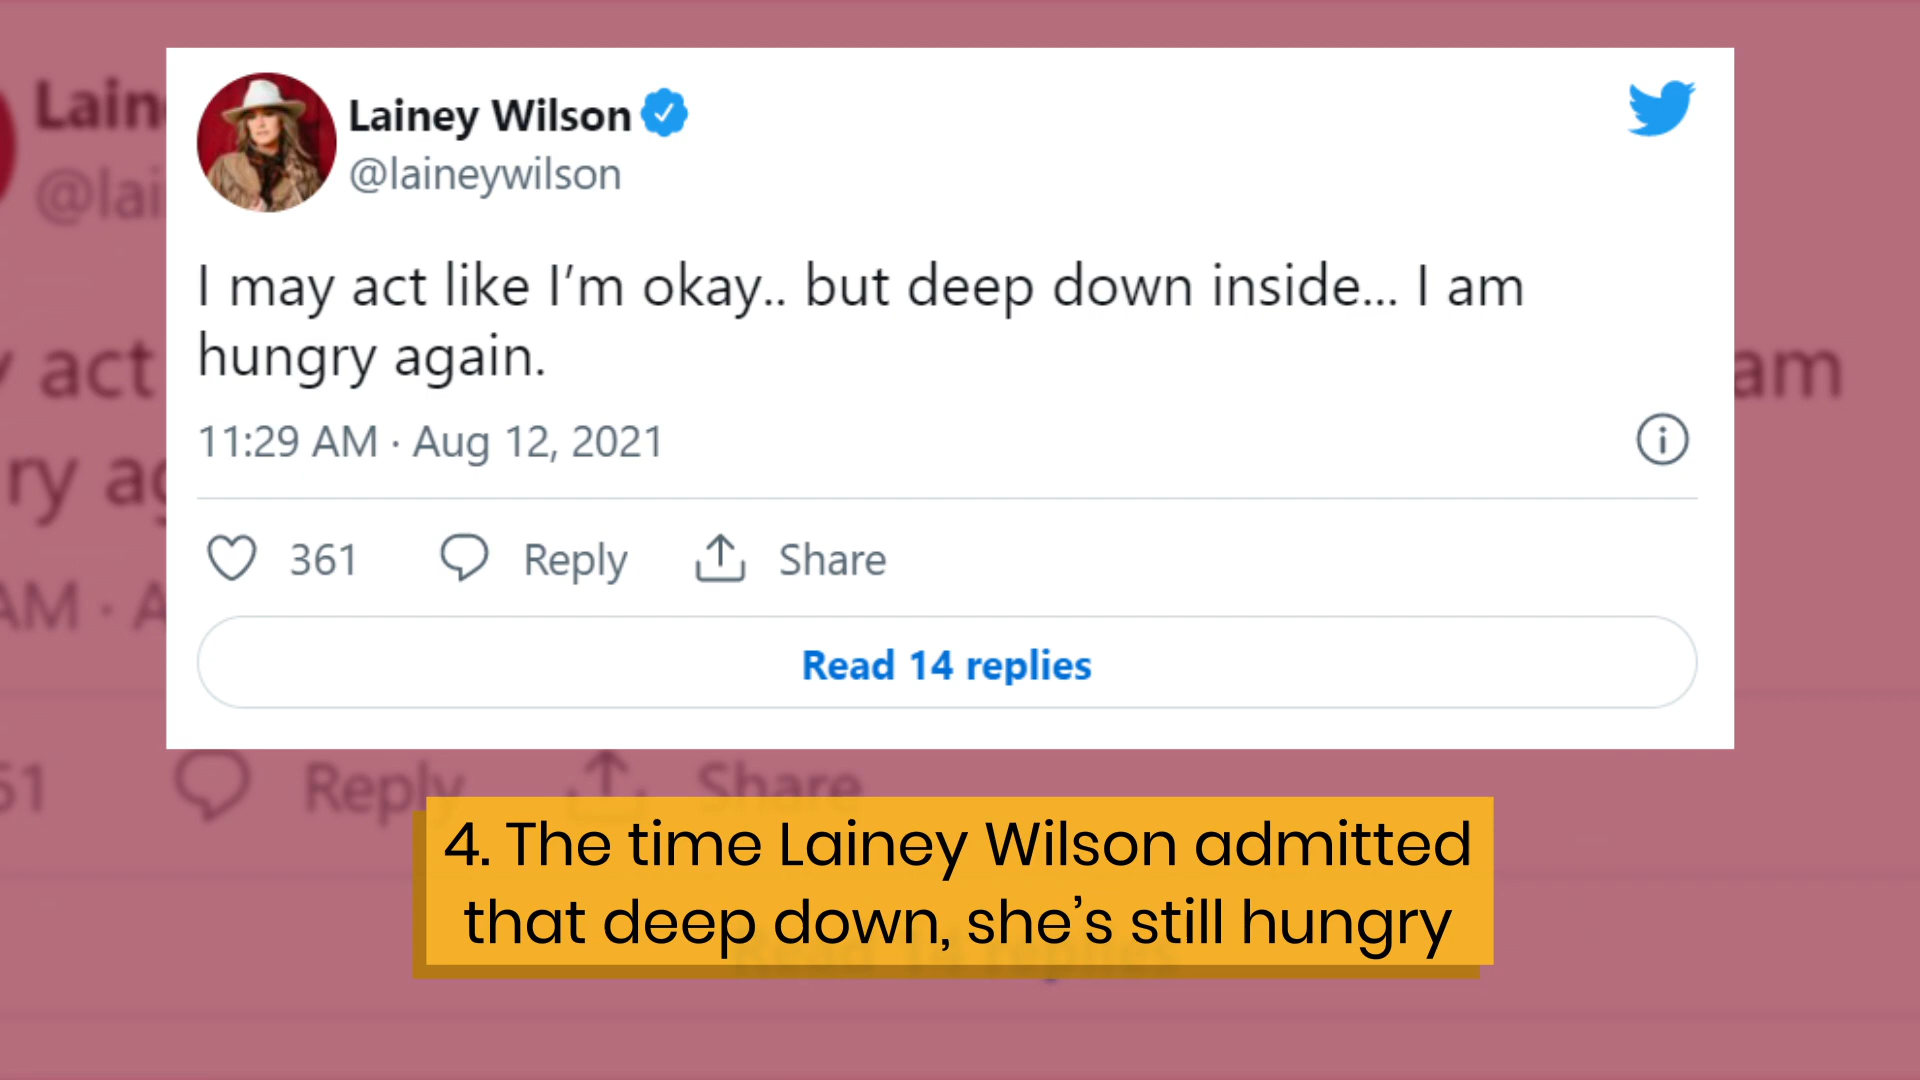 Lainey Wilson
@laineywilson
I may act like I’m okay.. but deep down inside... I am
hungry again.
11:29 AM · Aug 12, 2021
361 Reply Share
Read 14 replies
4. The time Lainey Wilson admitted
that deep down, she’s still hungry